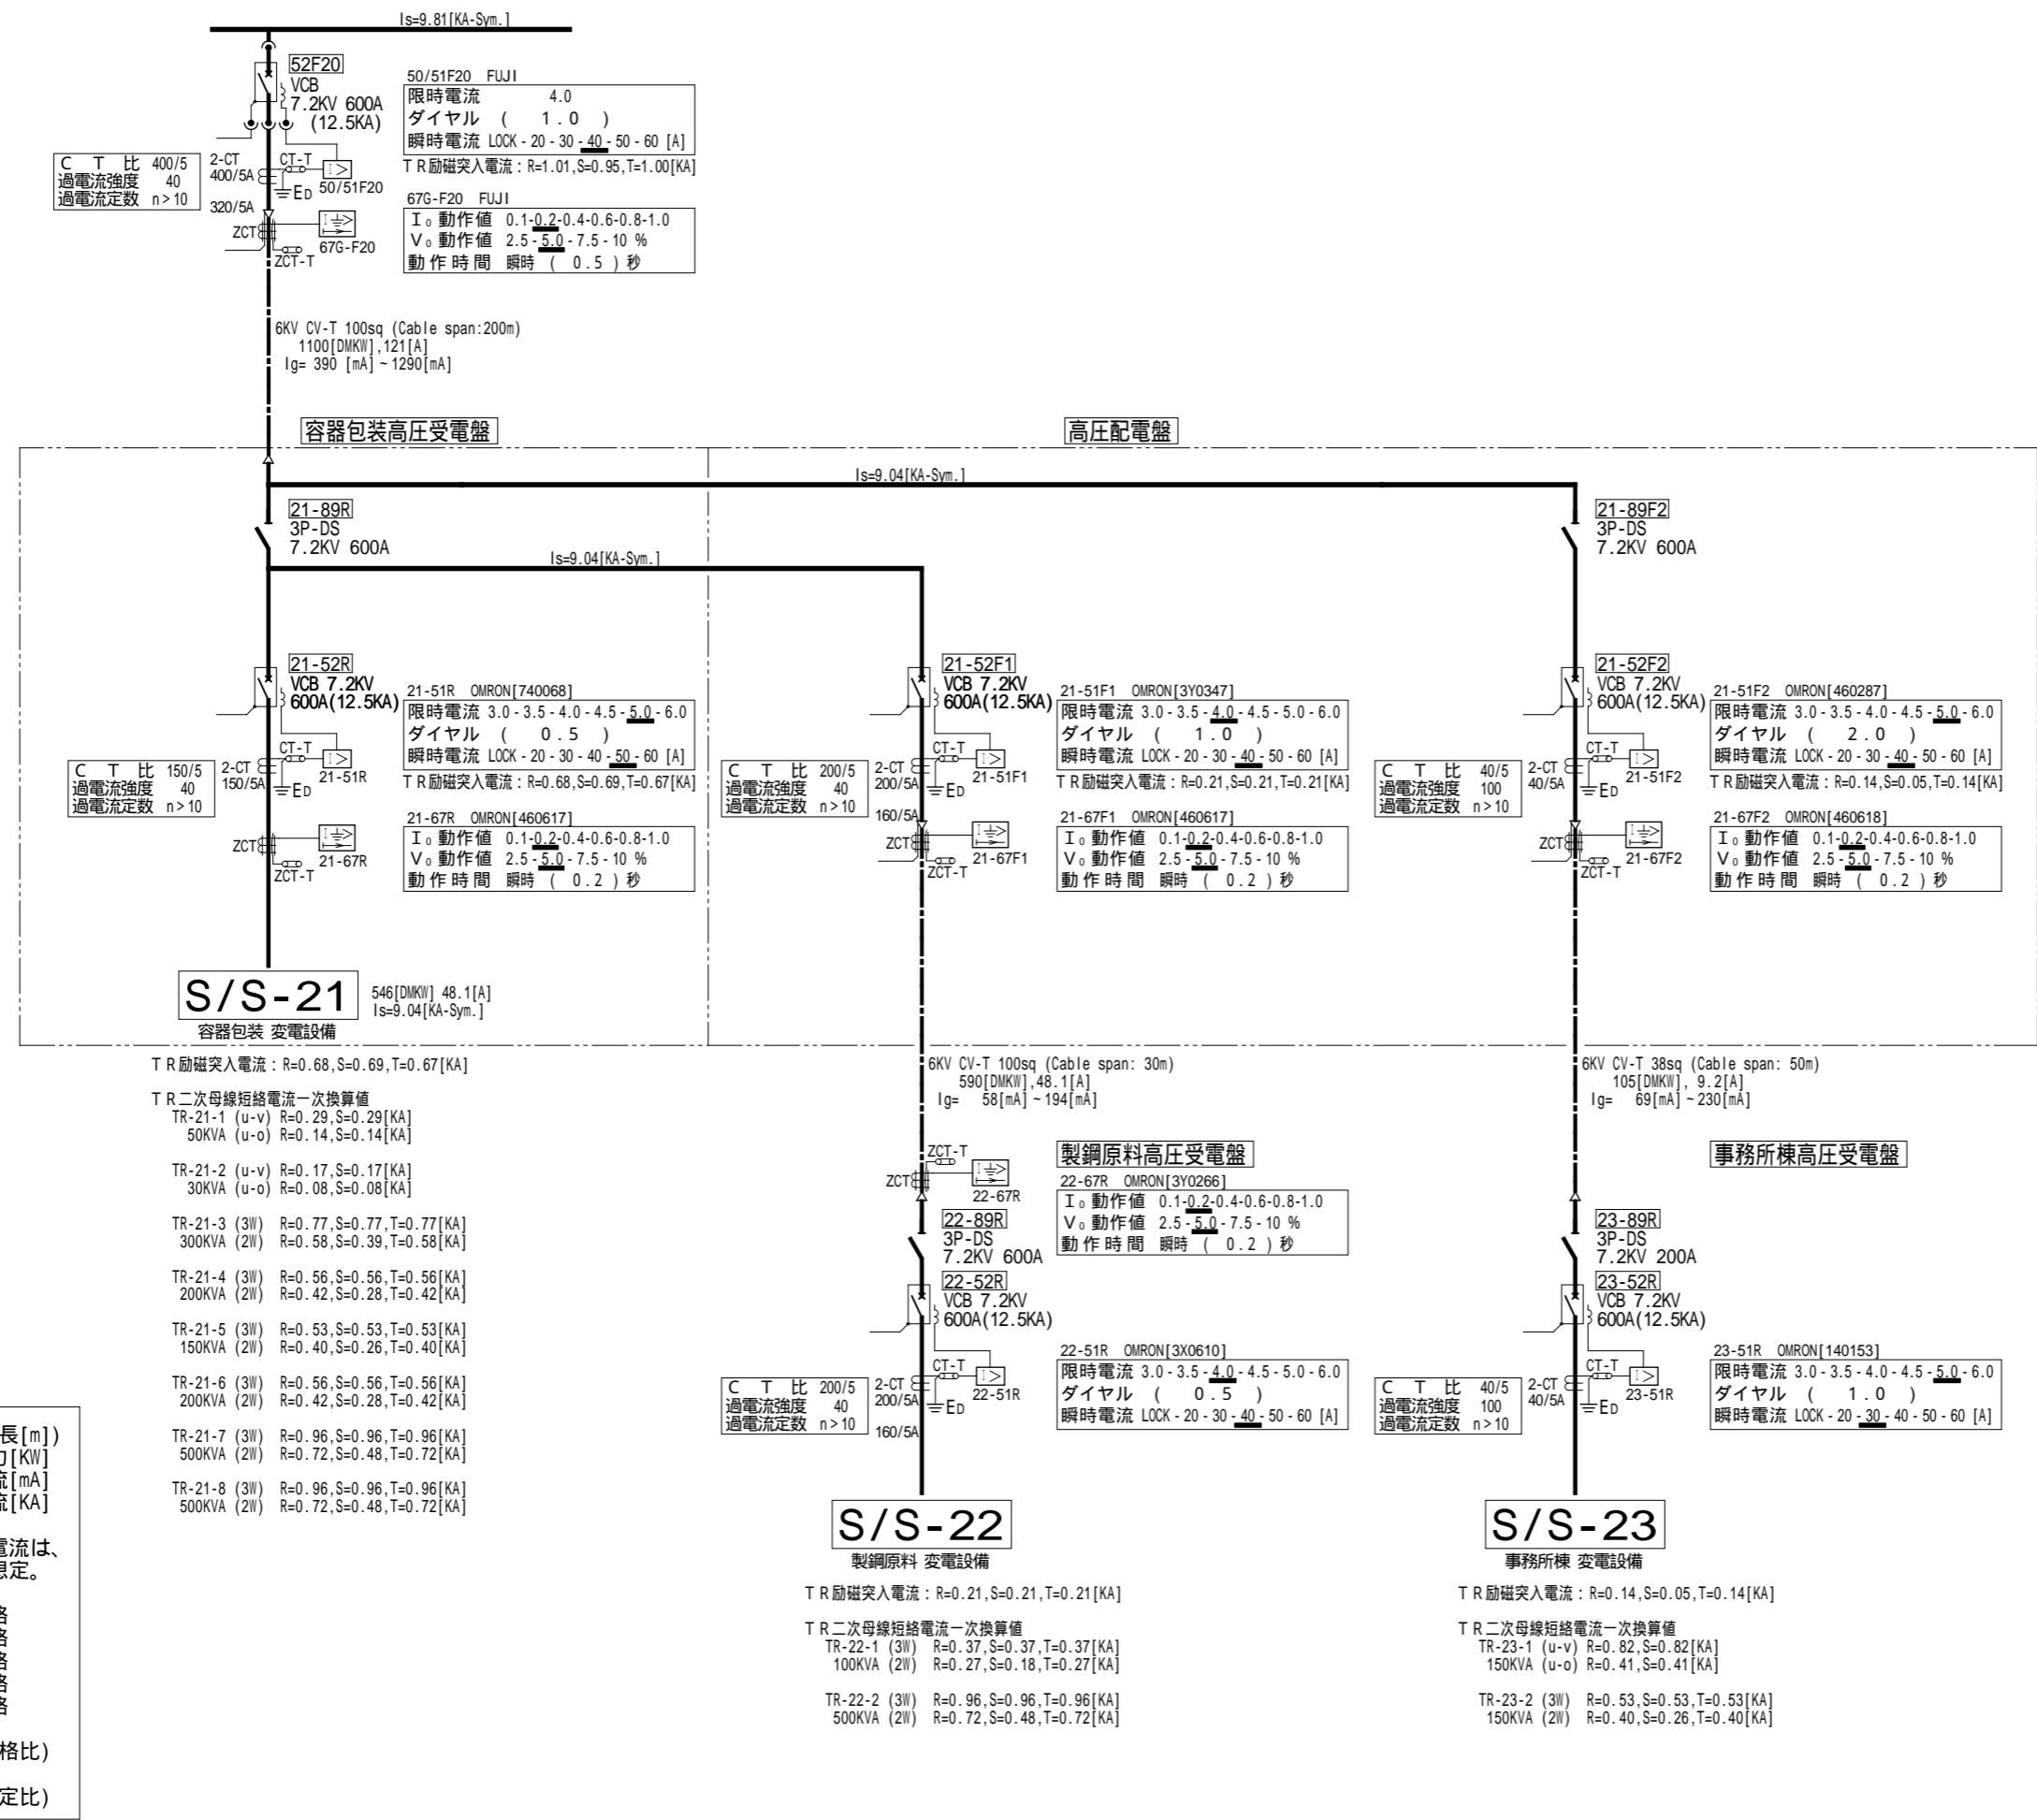 Is=9.81[KA-Sym.]
52F20
VCB
7.2KV 600A
(12.5KA)
50/51F20 FUJI
限時電流 4.0
ダイヤル ( 1.0 )
瞬時電流 LOCK - 20 - 30 - 40 - 50 - 60 [A]
TR励磁突入電流：R=1.01,S=0.95,T=1.00[KA]
C T 比 400/5
過電流強度 40
過電流定数 n>10
2-CT
400/5A
CT-T
I>
ED
50/51F20
320/5A
ZCT
67G-F20
ZCT-T
67G-F20 FUJI
I₀ 動作値 0.1-0.2-0.4-0.6-0.8-1.0
V₀ 動作値 2.5 - 5.0 - 7.5 - 10 %
動作時間 瞬時 ( 0.5 ) 秒
6KV CV-T 100sq (Cable span:200m)
1100[DMKW],121[A]
Ig= 390 [mA] ~ 1290[mA]
容器包装高圧受電盤
高圧配電盤
Is=9.04[KA-Sym.]
21-89R
3P-DS
7.2KV 600A
21-89F2
3P-DS
7.2KV 600A
Is=9.04[KA-Sym.]
21-52R
VCB 7.2KV
600A(12.5KA)
21-51R OMRON[740068]
限時電流 3.0 - 3.5 - 4.0 - 4.5 - 5.0 - 6.0
ダイヤル ( 0.5 )
瞬時電流 LOCK - 20 - 30 - 40 - 50 - 60 [A]
TR励磁突入電流：R=0.68,S=0.69,T=0.67[KA]
C T 比 150/5
過電流強度 40
過電流定数 n>10
2-CT
150/5A
CT-T
I>
ED
21-51R
ZCT
21-67R
ZCT-T
21-67R OMRON[460617]
I₀ 動作値 0.1-0.2-0.4-0.6-0.8-1.0
V₀ 動作値 2.5 - 5.0 - 7.5 - 10 %
動作時間 瞬時 ( 0.2 ) 秒
21-52F1
VCB 7.2KV
600A(12.5KA)
21-51F1 OMRON[3Y0347]
限時電流 3.0 - 3.5 - 4.0 - 4.5 - 5.0 - 6.0
ダイヤル ( 1.0 )
瞬時電流 LOCK - 20 - 30 - 40 - 50 - 60 [A]
TR励磁突入電流：R=0.21,S=0.21,T=0.21[KA]
C T 比 200/5
過電流強度 40
過電流定数 n>10
2-CT
200/5A
CT-T
I>
ED
21-51F1
160/5A
ZCT
21-67F1
ZCT-T
21-67F1 OMRON[460617]
I₀ 動作値 0.1-0.2-0.4-0.6-0.8-1.0
V₀ 動作値 2.5 - 5.0 - 7.5 - 10 %
動作時間 瞬時 ( 0.2 ) 秒
21-52F2
VCB 7.2KV
600A(12.5KA)
21-51F2 OMRON[460287]
限時電流 3.0 - 3.5 - 4.0 - 4.5 - 5.0 - 6.0
ダイヤル ( 2.0 )
瞬時電流 LOCK - 20 - 30 - 40 - 50 - 60 [A]
TR励磁突入電流：R=0.14,S=0.05,T=0.14[KA]
C T 比 40/5
過電流強度 100
過電流定数 n>10
2-CT
40/5A
CT-T
I>
ED
21-51F2
ZCT
21-67F2
ZCT-T
21-67F2 OMRON[460618]
I₀ 動作値 0.1-0.2-0.4-0.6-0.8-1.0
V₀ 動作値 2.5 - 5.0 - 7.5 - 10 %
動作時間 瞬時 ( 0.2 ) 秒
S/S-21
容器包装 変電設備
546[DMKW] 48.1[A]
Is=9.04[KA-Sym.]
TR励磁突入電流：R=0.68,S=0.69,T=0.67[KA]
TR二次母線短絡電流一次換算値
TR-21-1 (u-v) R=0.29,S=0.29[KA]
50KVA (u-o) R=0.14,S=0.14[KA]
TR-21-2 (u-v) R=0.17,S=0.17[KA]
30KVA (u-o) R=0.08,S=0.08[KA]
TR-21-3 (3W) R=0.77,S=0.77,T=0.77[KA]
300KVA (2W) R=0.58,S=0.39,T=0.58[KA]
TR-21-4 (3W) R=0.56,S=0.56,T=0.56[KA]
200KVA (2W) R=0.42,S=0.28,T=0.42[KA]
TR-21-5 (3W) R=0.53,S=0.53,T=0.53[KA]
150KVA (2W) R=0.40,S=0.26,T=0.40[KA]
TR-21-6 (3W) R=0.56,S=0.56,T=0.56[KA]
200KVA (2W) R=0.42,S=0.28,T=0.42[KA]
TR-21-7 (3W) R=0.96,S=0.96,T=0.96[KA]
500KVA (2W) R=0.72,S=0.48,T=0.72[KA]
TR-21-8 (3W) R=0.96,S=0.96,T=0.96[KA]
500KVA (2W) R=0.72,S=0.48,T=0.72[KA]
6KV CV-T 100sq (Cable span: 30m)
590[DMKW],48.1[A]
Ig= 58[mA] ~ 194[mA]
ZCT-T
ZCT
22-67R
製鋼原料高圧受電盤
22-67R OMRON[3Y0266]
I₀ 動作値 0.1-0.2-0.4-0.6-0.8-1.0
V₀ 動作値 2.5 - 5.0 - 7.5 - 10 %
動作時間 瞬時 ( 0.2 ) 秒
22-89R
3P-DS
7.2KV 600A
22-52R
VCB 7.2KV
600A(12.5KA)
22-51R OMRON[3X0610]
限時電流 3.0 - 3.5 - 4.0 - 4.5 - 5.0 - 6.0
ダイヤル ( 0.5 )
瞬時電流 LOCK - 20 - 30 - 40 - 50 - 60 [A]
C T 比 200/5
過電流強度 40
過電流定数 n>10
2-CT
200/5A
CT-T
I>
ED
22-51R
160/5A
S/S-22
製鋼原料 変電設備
TR励磁突入電流：R=0.21,S=0.21,T=0.21[KA]
TR二次母線短絡電流一次換算値
TR-22-1 (3W) R=0.37,S=0.37,T=0.37[KA]
100KVA (2W) R=0.27,S=0.18,T=0.27[KA]
TR-22-2 (3W) R=0.96,S=0.96,T=0.96[KA]
500KVA (2W) R=0.72,S=0.48,T=0.72[KA]
6KV CV-T 38sq (Cable span: 50m)
105[DMKW], 9.2[A]
Ig= 69[mA] ~ 230[mA]
事務所棟高圧受電盤
23-89R
3P-DS
7.2KV 200A
23-52R
VCB 7.2KV
600A(12.5KA)
23-51R OMRON[140153]
限時電流 3.0 - 3.5 - 4.0 - 4.5 - 5.0 - 6.0
ダイヤル ( 1.0 )
瞬時電流 LOCK - 20 - 30 - 40 - 50 - 60 [A]
C T 比 40/5
過電流強度 100
過電流定数 n>10
2-CT
40/5A
CT-T
I>
ED
23-51R
S/S-23
事務所棟 変電設備
TR励磁突入電流：R=0.14,S=0.05,T=0.14[KA]
TR二次母線短絡電流一次換算値
TR-23-1 (u-v) R=0.82,S=0.82[KA]
150KVA (u-o) R=0.41,S=0.41[KA]
TR-23-2 (3W) R=0.53,S=0.53,T=0.53[KA]
150KVA (2W) R=0.40,S=0.26,T=0.40[KA]
長[m])
力[KW]
流[mA]
流[KA]
電流は、
想定。
格
格
格
格
格
格比)
定比)